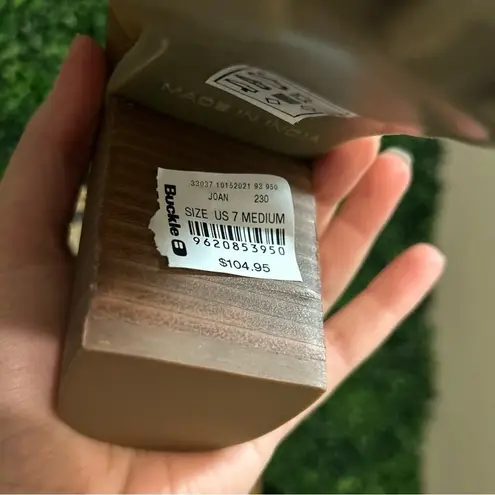 MADE IN INDIA
33037 10152021 93 950
JOAN 230
SIZE US 7 MEDIUM
Buckle B
9620853950
$104.95